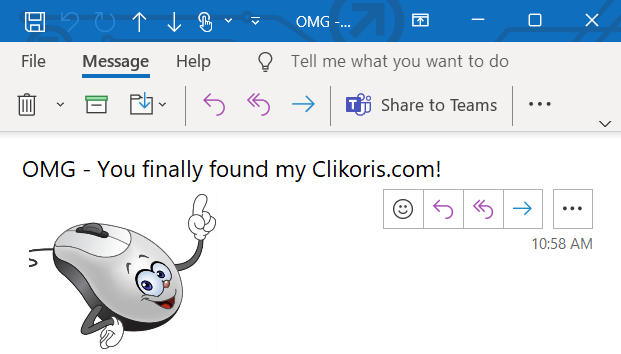 OMG -...
File Message Help Tell me what you want to do
Share to Teams
OMG - You finally found my Clikoris.com!
10:58 AM